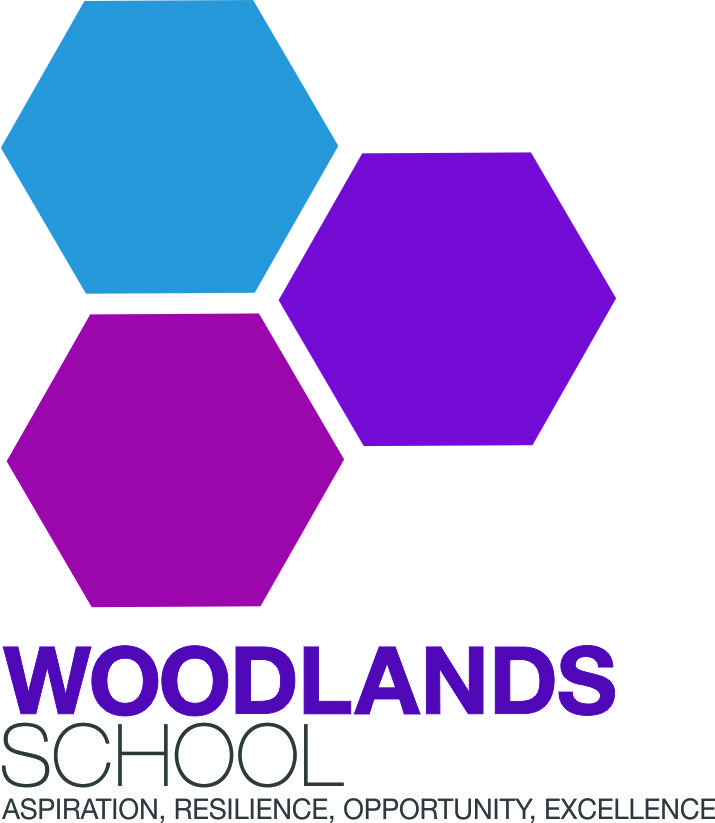 WOODLANDS
SCHOOL
ASPIRATION, RESILIENCE, OPPORTUNITY, EXCELLENCE